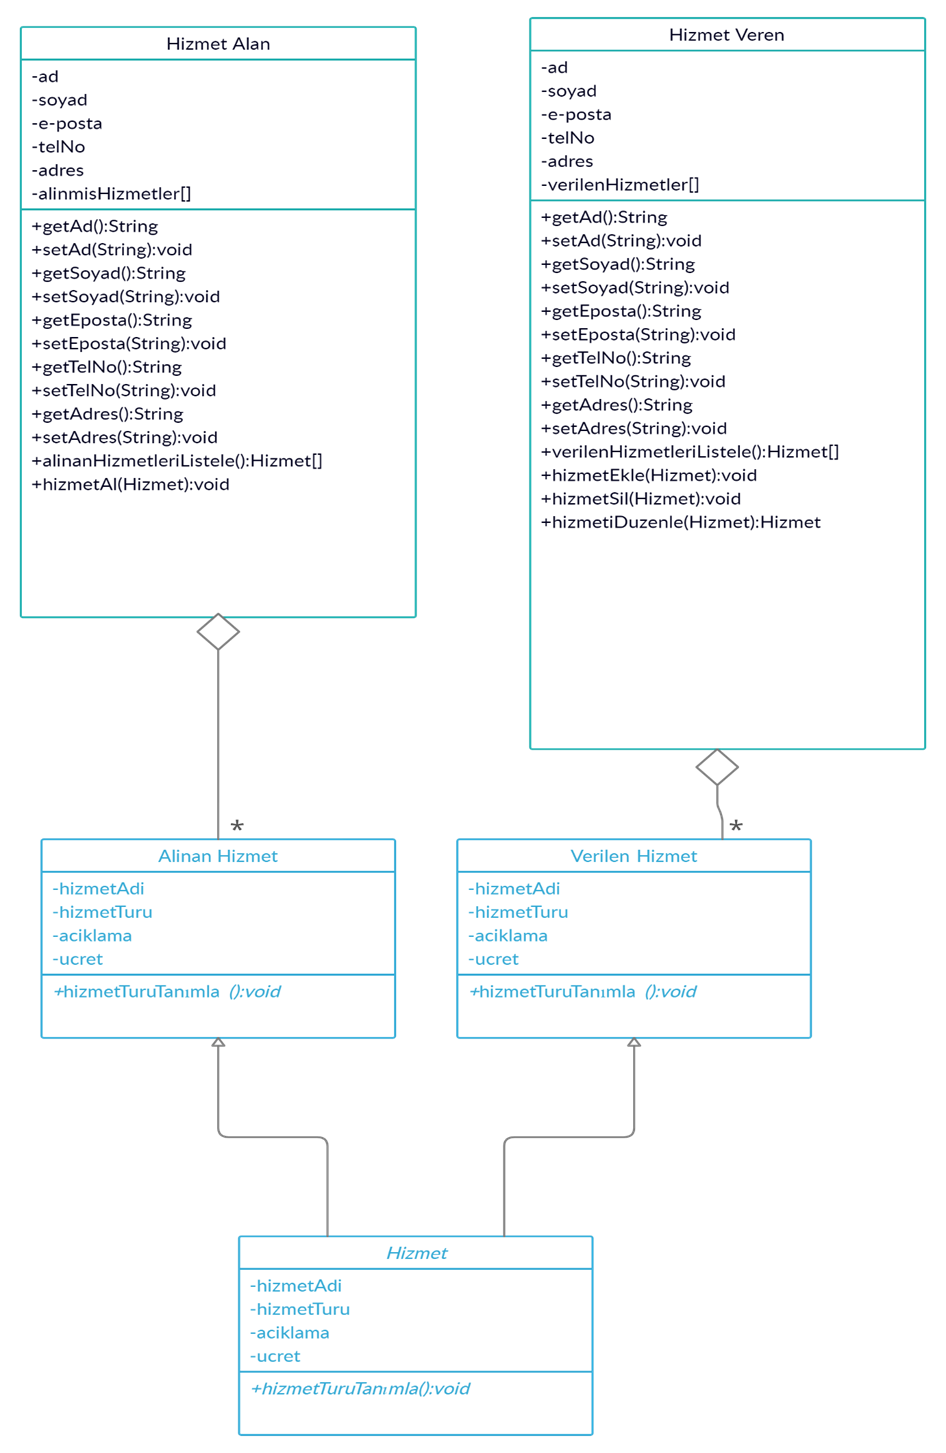 Hizmet Alan
-ad
-soyad
-e-posta
-telNo
-adres
-alinmisHizmetler[]
+getAd():String
+setAd(String):void
+getSoyad():String
+setSoyad(String):void
+getEposta():String
+setEposta(String):void
+getTelNo():String
+setTelNo(String):void
+getAdres():String
+setAdres(String):void
+alinanHizmetleriListele():Hizmet[]
+hizmetAl(Hizmet):void
Hizmet Veren
-ad
-soyad
-e-posta
-telNo
-adres
-verilenHizmetler[]
+getAd():String
+setAd(String):void
+getSoyad():String
+setSoyad(String):void
+getEposta():String
+setEposta(String):void
+getTelNo():String
+setTelNo(String):void
+getAdres():String
+setAdres(String):void
+verilenHizmetleriListele():Hizmet[]
+hizmetEkle(Hizmet):void
+hizmetSil(Hizmet):void
+hizmetiDuzenle(Hizmet):Hizmet
*
Alinan Hizmet
-hizmetAdi
-hizmetTuru
-aciklama
-ucret
+hizmetTuruTanımla ():void
*
Verilen Hizmet
-hizmetAdi
-hizmetTuru
-aciklama
-ucret
+hizmetTuruTanımla ():void
Hizmet
-hizmetAdi
-hizmetTuru
-aciklama
-ucret
+hizmetTuruTanımla():void